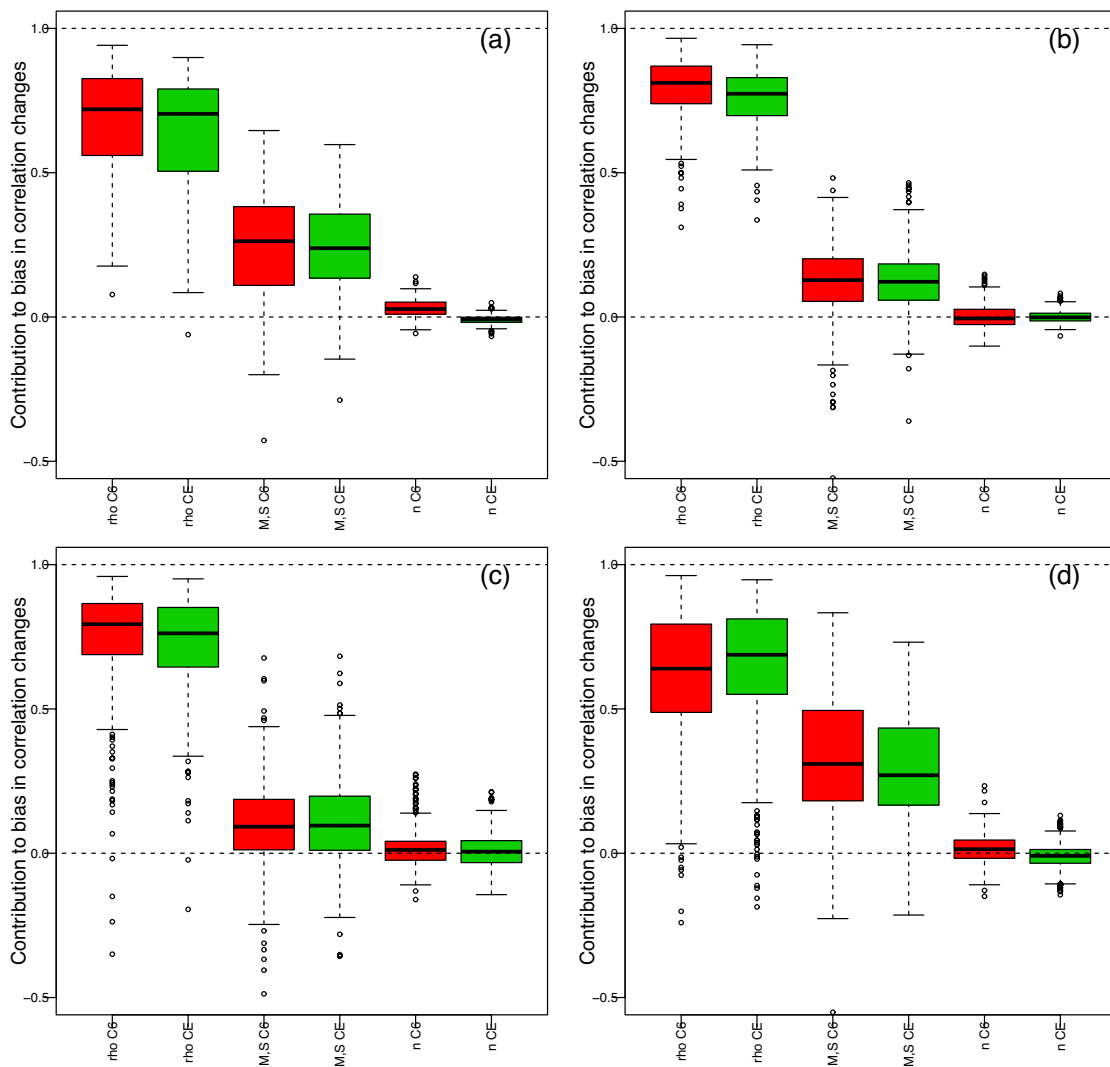 (a)
Contribution to bias in correlation changes
1.0
0.5
0.0
−0.5
rho C6
rho CE
M,S C6
M,S CE
n C6
n CE
(b)
Contribution to bias in correlation changes
1.0
0.5
0.0
−0.5
rho C6
rho CE
M,S C6
M,S CE
n C6
n CE
(c)
Contribution to bias in correlation changes
1.0
0.5
0.0
−0.5
rho C6
rho CE
M,S C6
M,S CE
n C6
n CE
(d)
Contribution to bias in correlation changes
1.0
0.5
0.0
−0.5
rho C6
rho CE
M,S C6
M,S CE
n C6
n CE